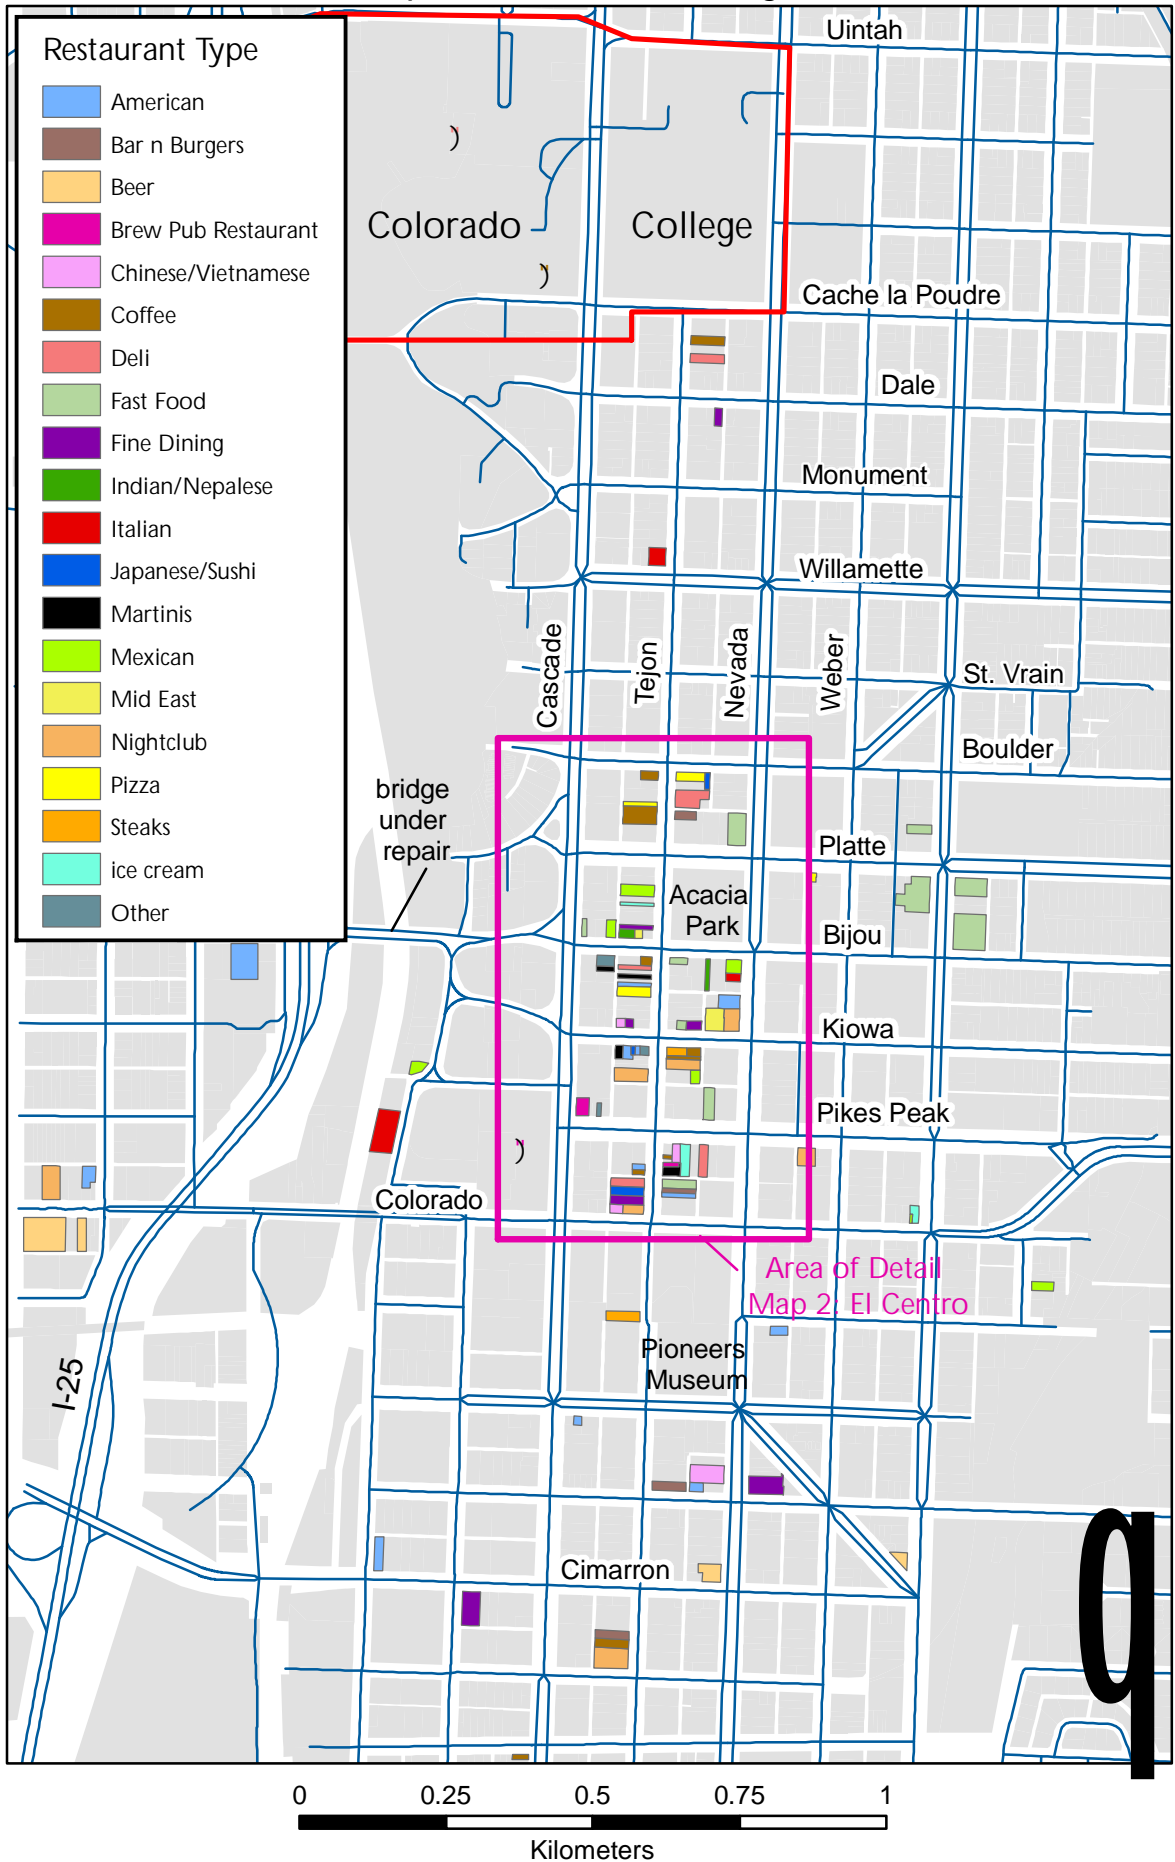 Uintah
Restaurant Type
American
Bar n Burgers
Beer
Brew Pub Restaurant
Chinese/Vietnamese
Coffee
Deli
Fast Food
Fine Dining
Indian/Nepalese
Italian
Japanese/Sushi
Martinis
Mexican
Mid East
Nightclub
Pizza
Steaks
ice cream
Other
Colorado College
Cache la Poudre
Dale
Monument
Willamette
Cascade
Tejon
Nevada
Weber
St. Vrain
Boulder
bridge
under
repair
Platte
Acacia
Park
Bijou
Kiowa
Pikes Peak
Colorado
Area of Detail
Map 2: El Centro
Pioneers
Museum
I-25
Cimarron
q
0 0.25 0.5 0.75 1
Kilometers